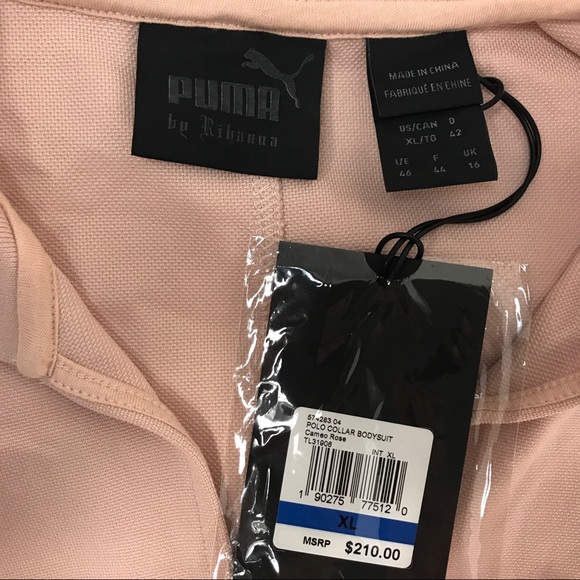 PUMA
by Rihanna
MADE IN CHINA
FABRIQUÉ EN CHINE
US/CAN D
XL/TG 42
I/E F UK
46 44 16
574283 04
POLO COLLAR BODYSUIT
Cameo Rose
TL31906
INT XL
1 90275 77512 0
XL
MSRP $210.00